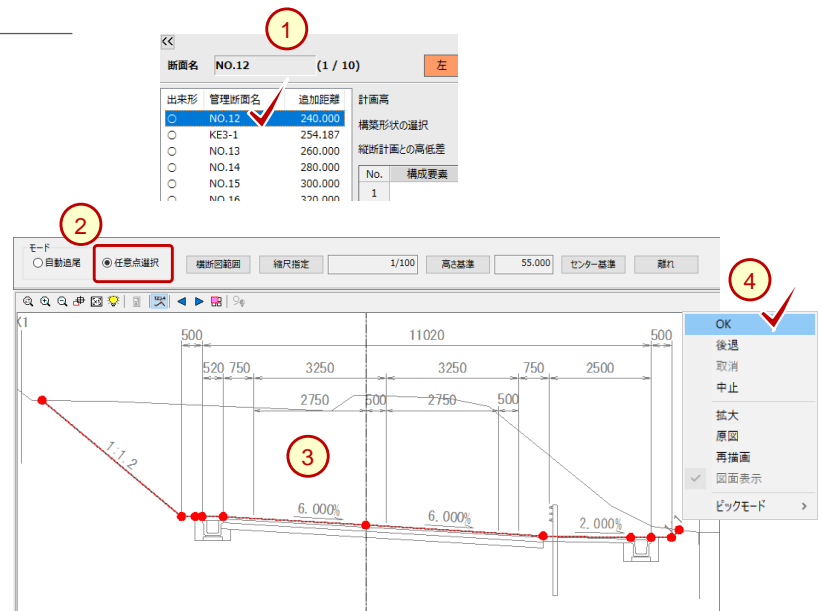 1
断面名 NO.12 (1 / 10) 左
出来形 管理断面名 追加距離 計画高
○ NO.12 240.000
○ KE3-1 254.187
○ NO.13 260.000
○ NO.14 280.000
○ NO.15 300.000
○ NO.16 320.000
構築形状の選択
縦断計画との高低差
No. 構成要素
1
2
モード
自動追尾 任意点選択 横断図範囲 縮尺指定 1/100 高さ基準 55.000 センター基準 離れ
4
OK
後退
取消
中止
拡大
原図
再描画
図面表示
ピックモード >
500 11020 500
520 750 3250 3250 750 2500
2750 500 2750 500
1:1.2
3
6.000% 6.000% 2.000%